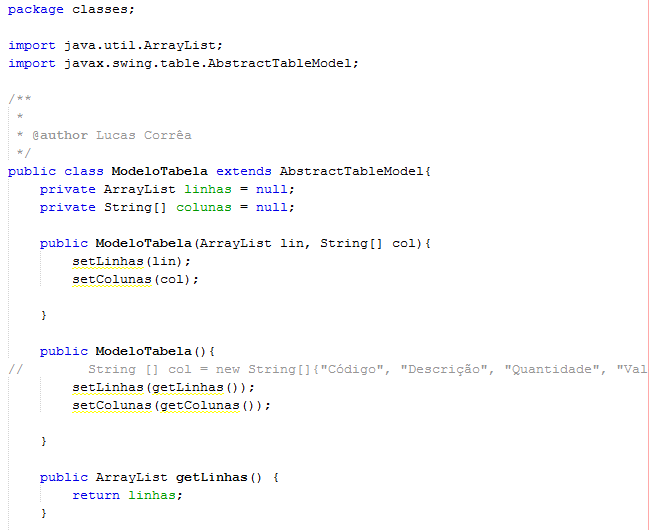 package classes;
import java.util.ArrayList;
import javax.swing.table.AbstractTableModel;
/**
*
* @author Lucas Corrêa
*/
public class ModeloTabela extends AbstractTableModel{
private ArrayList linhas = null;
private String[] colunas = null;
public ModeloTabela(ArrayList lin, String[] col){
setLinhas(lin);
setColunas(col);
}
public ModeloTabela(){
// String [] col = new String[]{"Código", "Descrição", "Quantidade", "Val
setLinhas(getLinhas());
setColunas(getColunas());
}
public ArrayList getLinhas() {
return linhas;
}